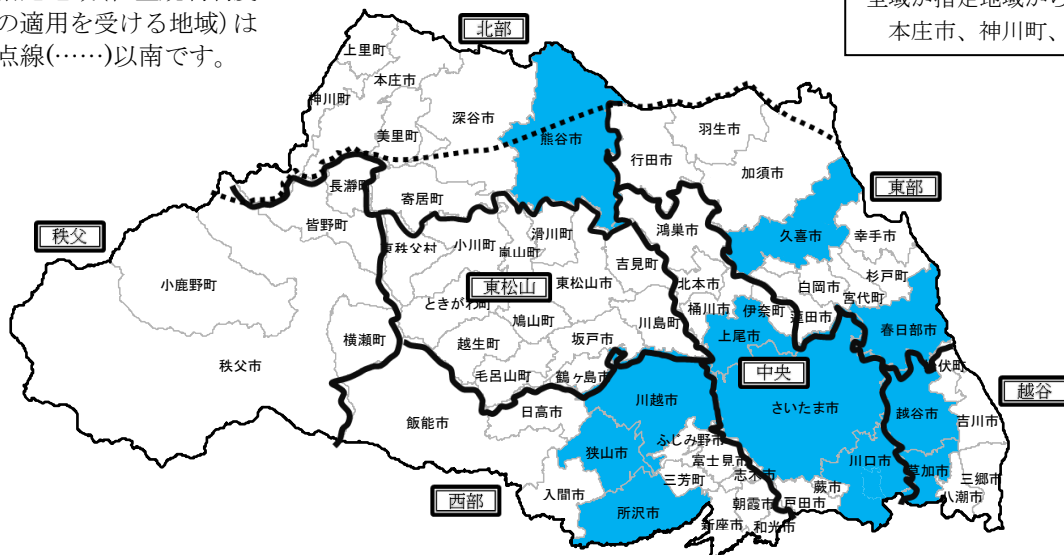 の適用を受ける地域)は
点線(……)以南です。
全域が指定地域から
本庄市、神川町、
北部
上里町
本庄市
神川町
美里町
深谷市
熊谷市
行田市
羽生市
加須市
東部
長瀞町
寄居町
皆野町
秩父
小鹿野町
秩父市
横瀬町
東秩父村
小川町
嵐山町
滑川町
東松山
東松山市
吉見町
ときがわ町
鳩山町
川島町
越生町
坂戸市
毛呂山町
鶴ヶ島市
鴻巣市
北本市
桶川市
伊奈町
上尾市
蓮田市
白岡市
久喜市
幸手市
杉戸町
宮代町
春日部市
中央
さいたま市
川口市
蕨市
戸田市
越谷
越谷市
伏町
吉川市
草加市
三郷市
八潮市
飯能市
日高市
川越市
狭山市
入間市
所沢市
西部
ふじみ野市
富士見市
三芳町
志木市
朝霞市
新座市
和光市